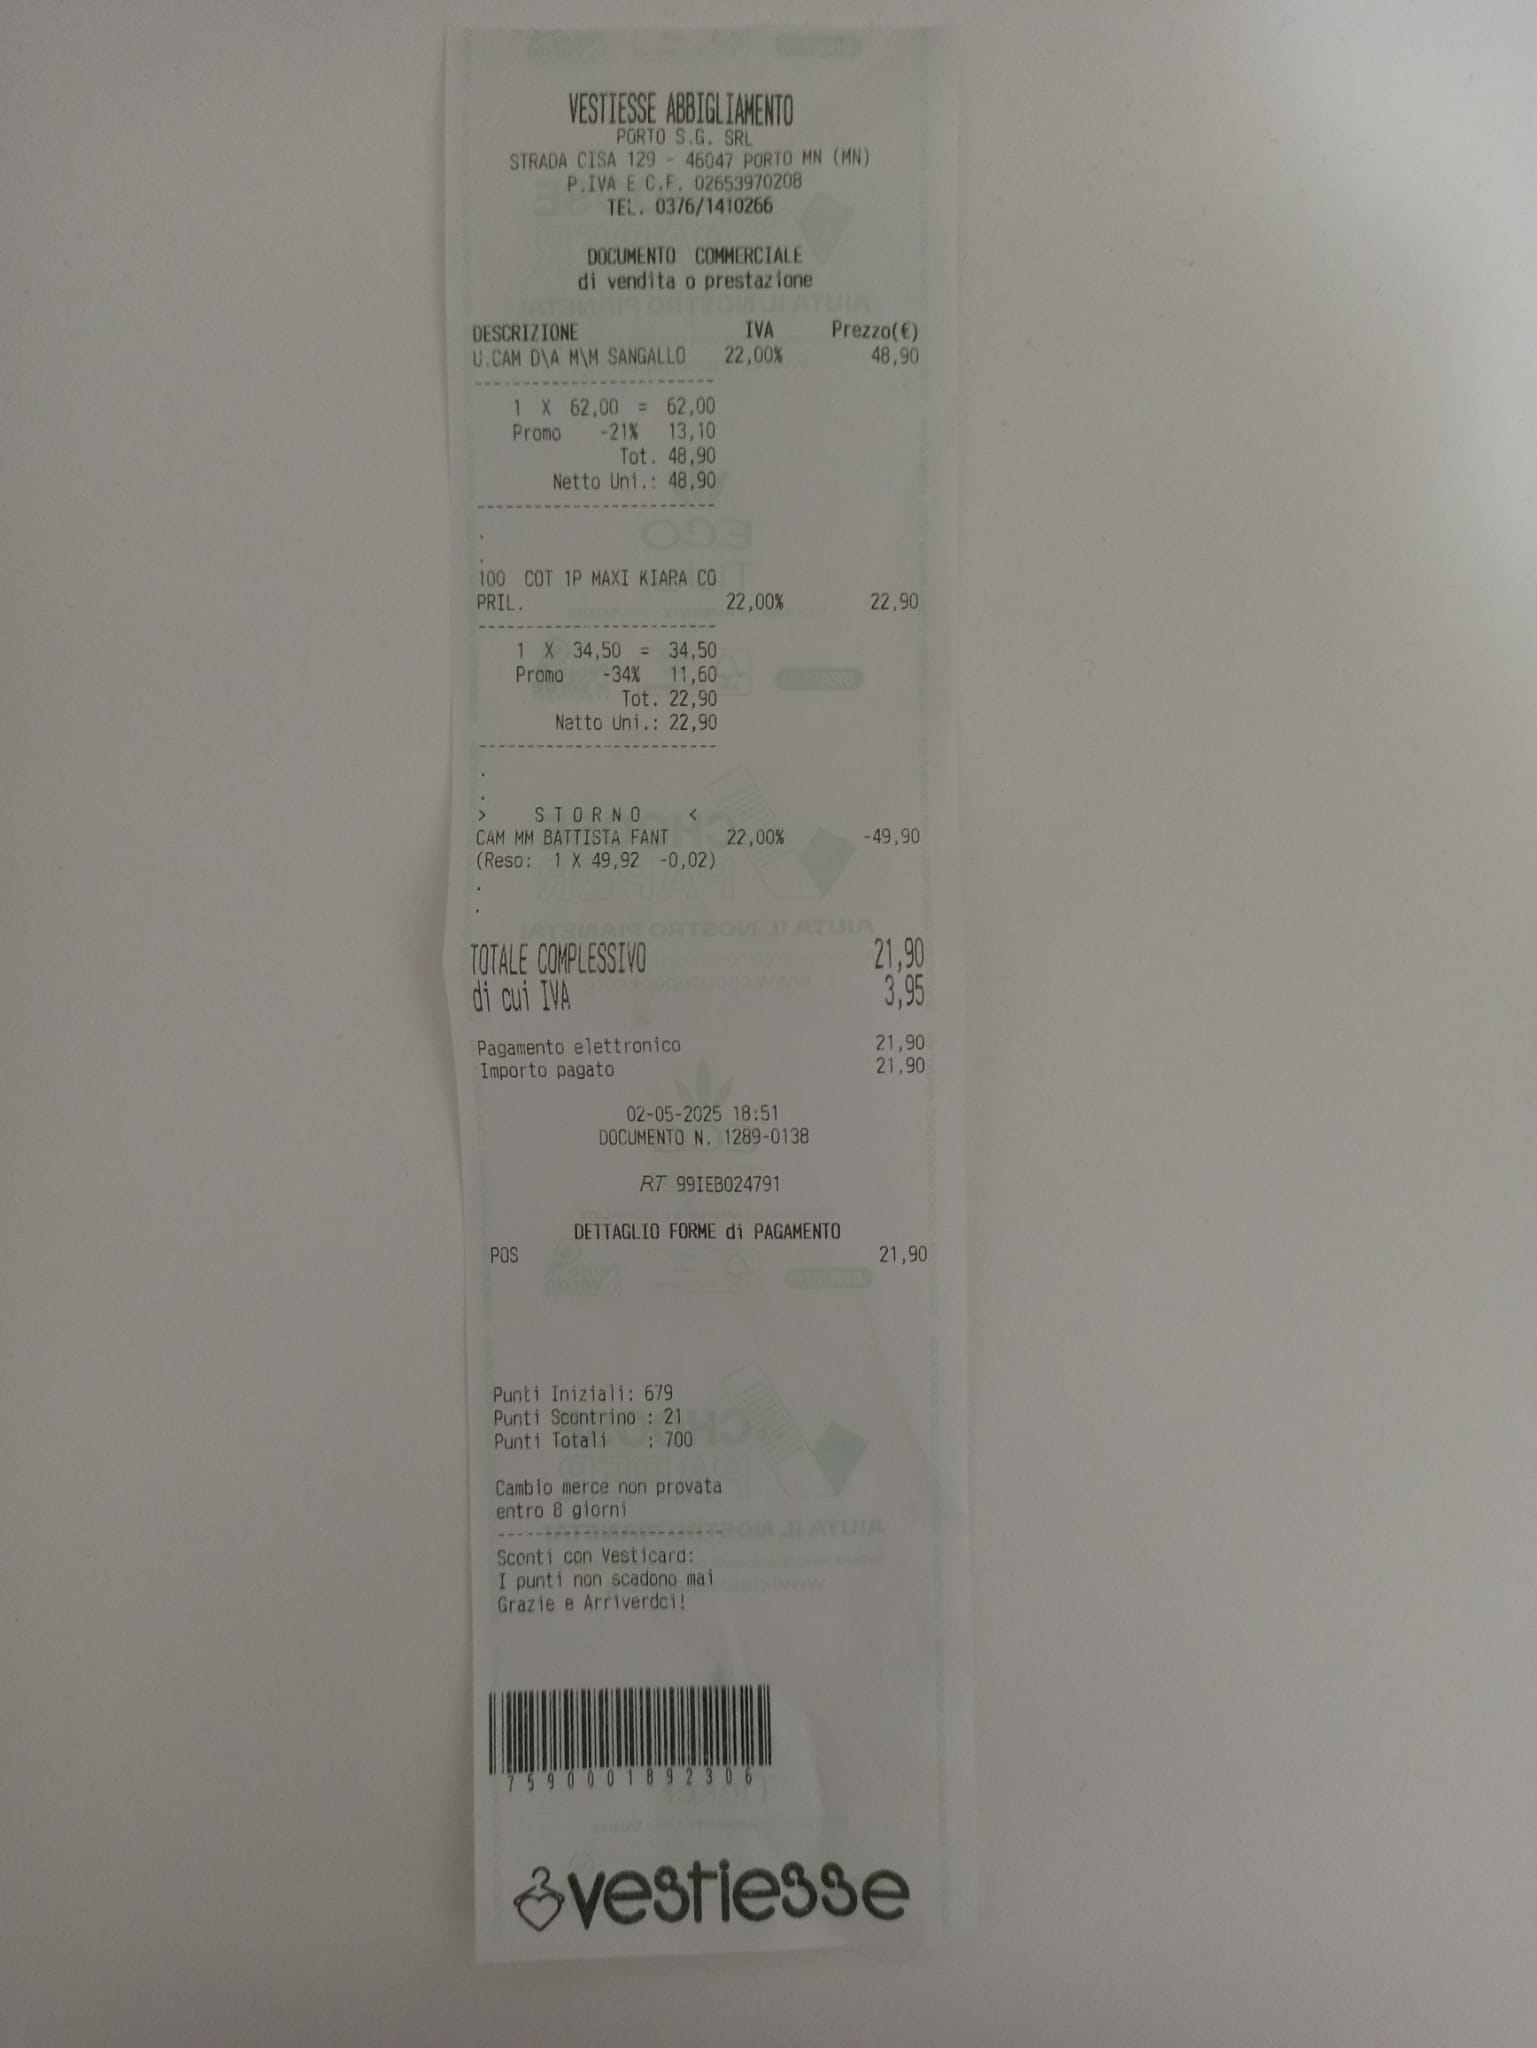 VESTIESSE ABBIGLIAMENTO
PORTO S.G. SRL
STRADA CISA 129 - 46047 PORTO MN (MN)
P.IVA E C.F. 02653970208
TEL. 0376/1410266
DOCUMENTO COMMERCIALE
di vendita o prestazione
DESCRIZIONE IVA Prezzo(€)
U.CAM D\A M\M SANGALLO 22,00% 48,90
------------------------
1 X 62,00 = 62,00
Promo -21% 13,10
Tot. 48,90
Netto Uni.: 48,90
------------------------
.
.
100 COT 1P MAXI KIARA CO
PRIL. 22,00% 22,90
------------------------
1 X 34,50 = 34,50
Promo -34% 11,60
Tot. 22,90
Netto Uni.: 22,90
------------------------
.
.
> S T O R N O <
CAM MM BATTISTA FANT 22,00% -49,90
(Reso: 1 X 49,92 -0,02)
.
.
TOTALE COMPLESSIVO 21,90
di cui IVA 3,95
Pagamento elettronico 21,90
Importo pagato 21,90
02-05-2025 18:51
DOCUMENTO N. 1289-0138
RT 99IEB024791
DETTAGLIO FORME di PAGAMENTO
POS 21,90
Punti Iniziali: 679
Punti Scontrino : 21
Punti Totali : 700
Cambio merce non provata
entro 8 giorni
------------------------
Sconti con Vesticard:
I punti non scadono mai
Grazie e Arriverdci!
7590001892306
vestiesse